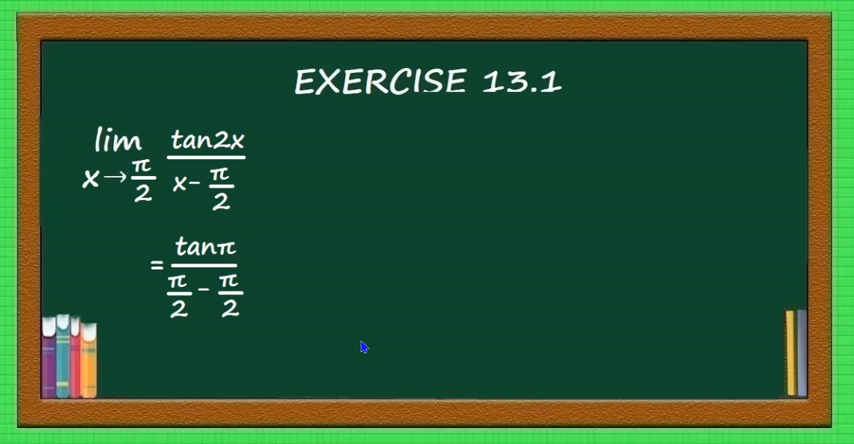 EXERCISE 13.1
lim tan2x
x→π/2 x- π/2
= tanπ
π/2 - π/2